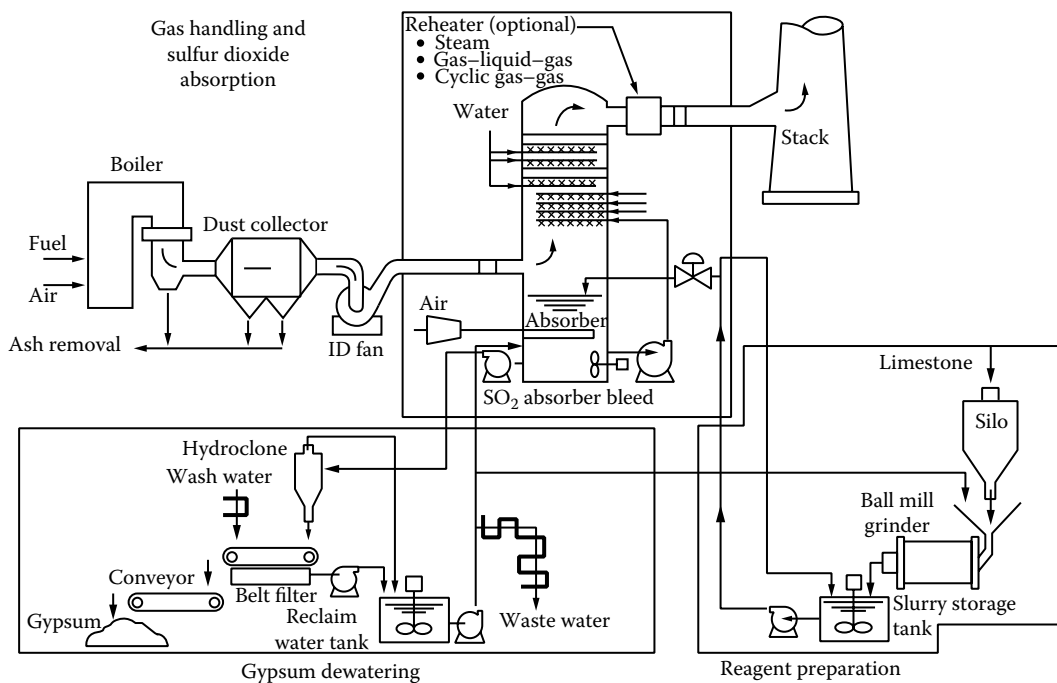 Gas handling and
sulfur dioxide
absorption
Reheater (optional)
• Steam
• Gas–liquid–gas
• Cyclic gas–gas
Water
Stack
Boiler
Dust collector
Fuel
Air
Ash removal
ID fan
Air
Absorber
SO₂ absorber bleed
Limestone
Silo
Ball mill
grinder
Slurry storage
tank
Reagent preparation
Hydroclone
Wash water
Conveyor
Belt filter
Gypsum
Reclaim
water tank
Waste water
Gypsum dewatering